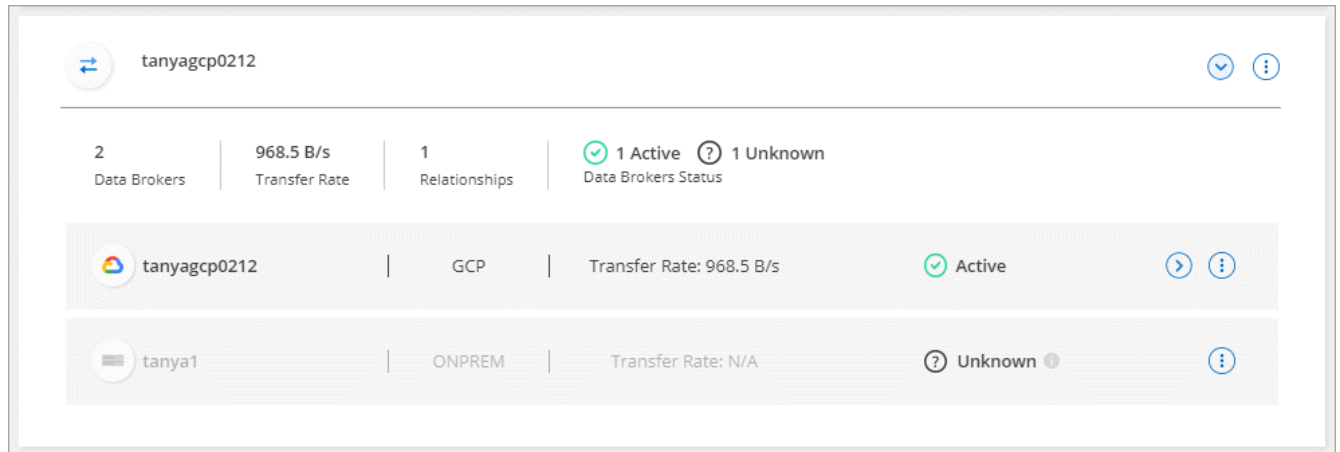 tanyagcp0212
2 968.5 B/s 1 1 Active 1 Unknown
Data Brokers Transfer Rate Relationships Data Brokers Status
tanyagcp0212 GCP Transfer Rate: 968.5 B/s Active
tanya1 ONPREM Transfer Rate: N/A Unknown